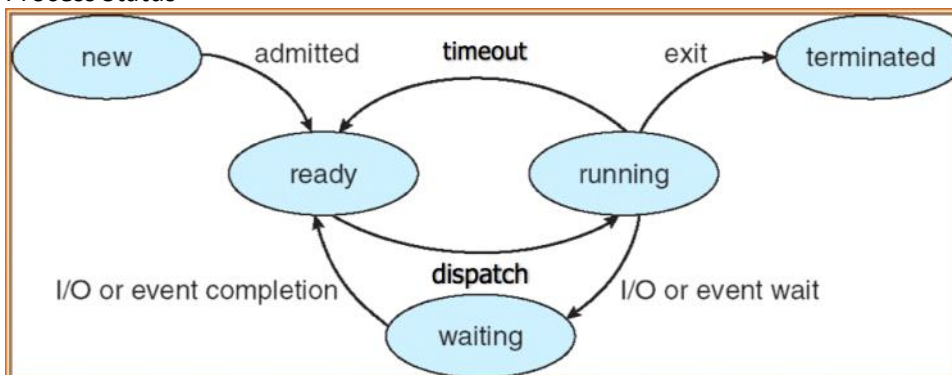 Process Status
new
admitted
timeout
exit
terminated
ready
running
dispatch
I/O or event completion
I/O or event wait
waiting